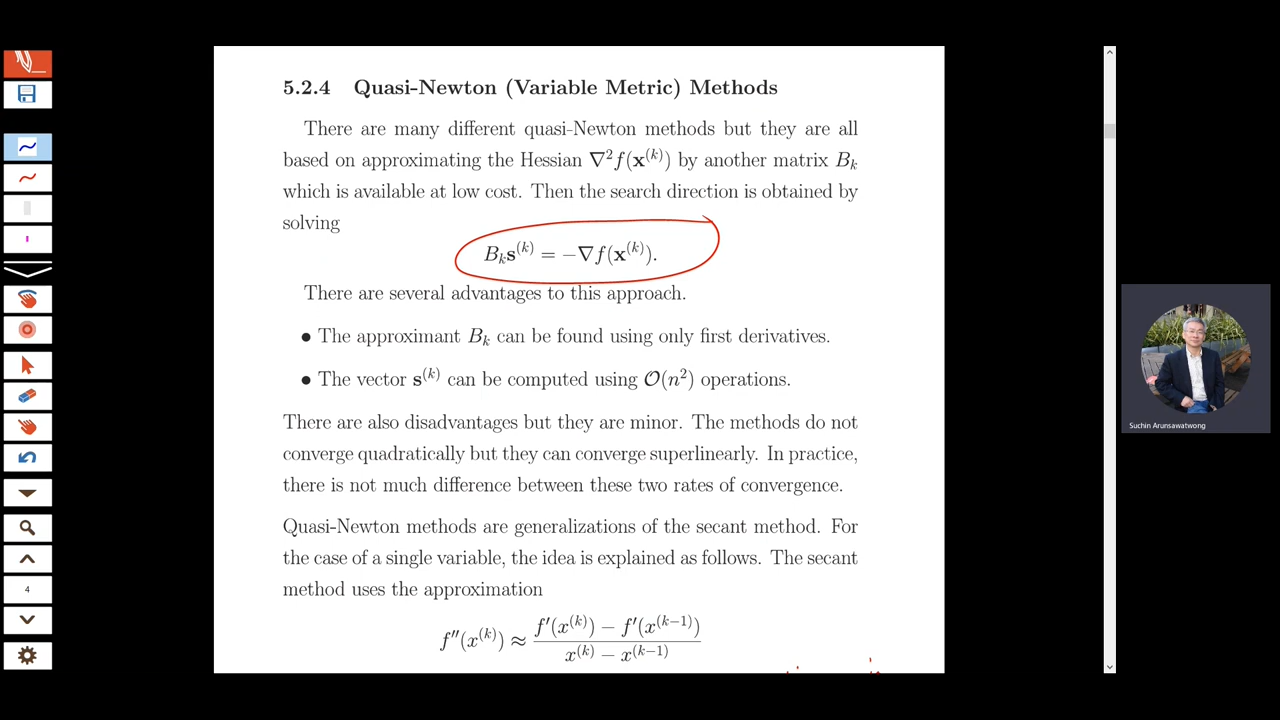 5.2.4 Quasi-Newton (Variable Metric) Methods
There are many different quasi-Newton methods but they are all
based on approximating the Hessian ∇²f(x⁽ᵏ⁾) by another matrix Bₖ
which is available at low cost. Then the search direction is obtained by
solving
Bₖs⁽ᵏ⁾ = −∇f(x⁽ᵏ⁾).
There are several advantages to this approach.
• The approximant Bₖ can be found using only first derivatives.
• The vector s⁽ᵏ⁾ can be computed using 𝒪(n²) operations.
There are also disadvantages but they are minor. The methods do not
converge quadratically but they can converge superlinearly. In practice,
there is not much difference between these two rates of convergence.
Quasi-Newton methods are generalizations of the secant method. For
the case of a single variable, the idea is explained as follows. The secant
method uses the approximation
f″(x⁽ᵏ⁾) ≈ f′(x⁽ᵏ⁾) − f′(x⁽ᵏ⁻¹⁾) / x⁽ᵏ⁾ − x⁽ᵏ⁻¹⁾
4
Suchin Arunsawatwong